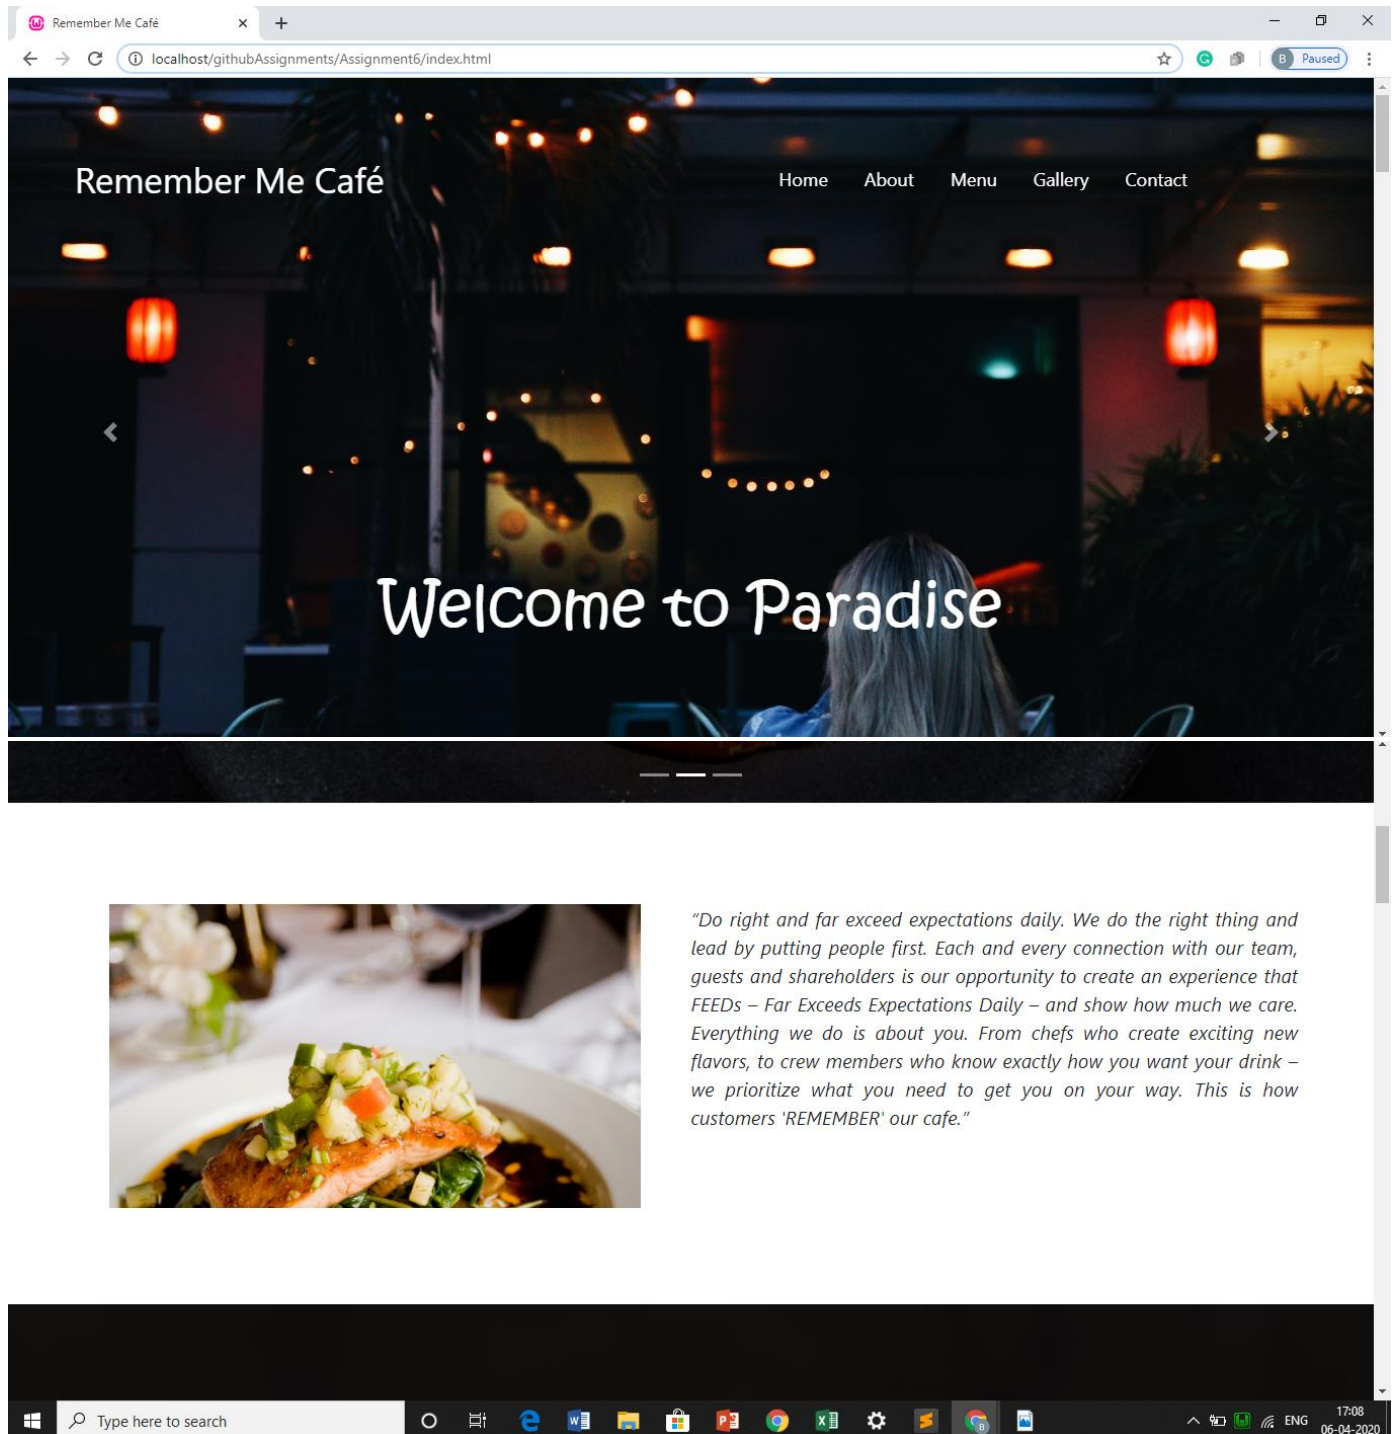 Remember Me Café
localhost/githubAssignments/Assignment6/index.html
B Paused
Remember Me Café
Home About Menu Gallery Contact
Welcome to Paradise
“Do right and far exceed expectations daily. We do the right thing and
lead by putting people first. Each and every connection with our team,
guests and shareholders is our opportunity to create an experience that
FEEDs – Far Exceeds Expectations Daily – and show how much we care.
Everything we do is about you. From chefs who create exciting new
flavors, to crew members who know exactly how you want your drink –
we prioritize what you need to get you on your way. This is how
customers 'REMEMBER' our cafe.”
Type here to search
ENG
17:08
06-04-2020